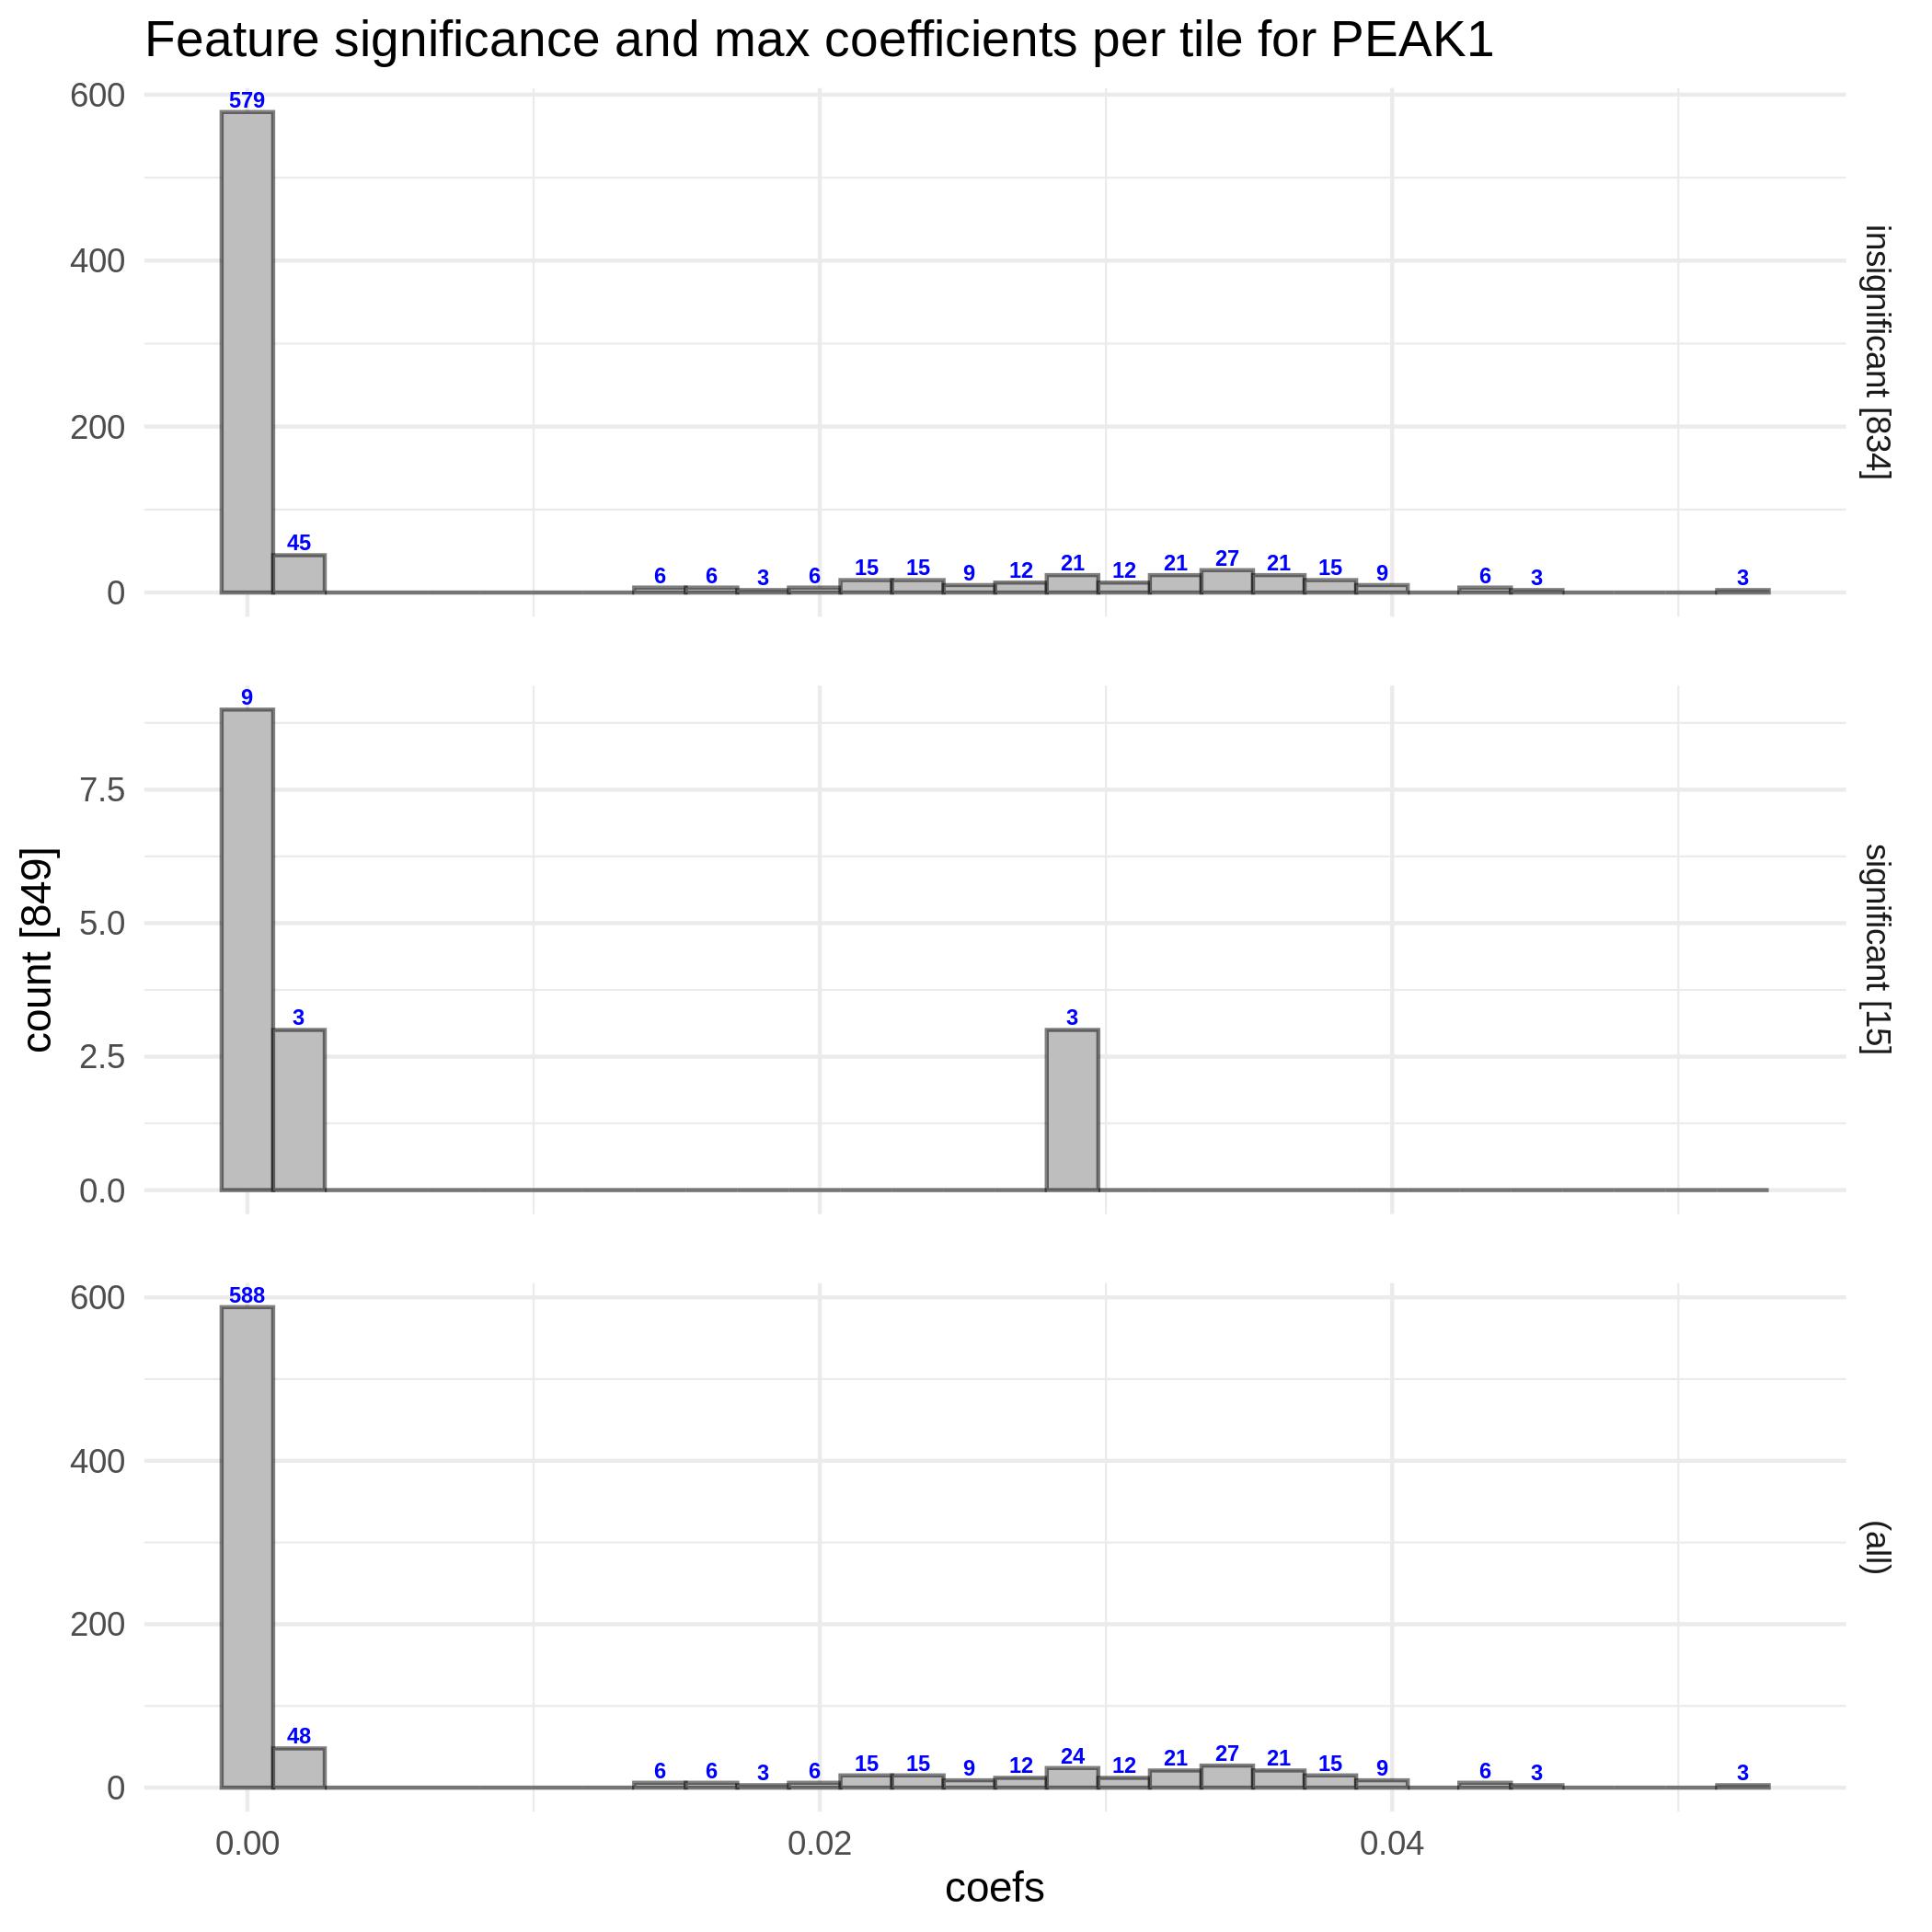 Feature significance and max coefficients per tile for PEAK1
600
400
200
0
579
45
6 6 3 6 15 15 9 12 21 12 21 27 21 15 9 6 3 3
insignificant [834]
count [849]
7.5
5.0
2.5
0.0
9
3
3
significant [15]
600
400
200
0
588
48
6 6 3 6 15 15 9 12 24 12 21 27 21 15 9 6 3 3
(all)
0.00 0.02 0.04
coefs